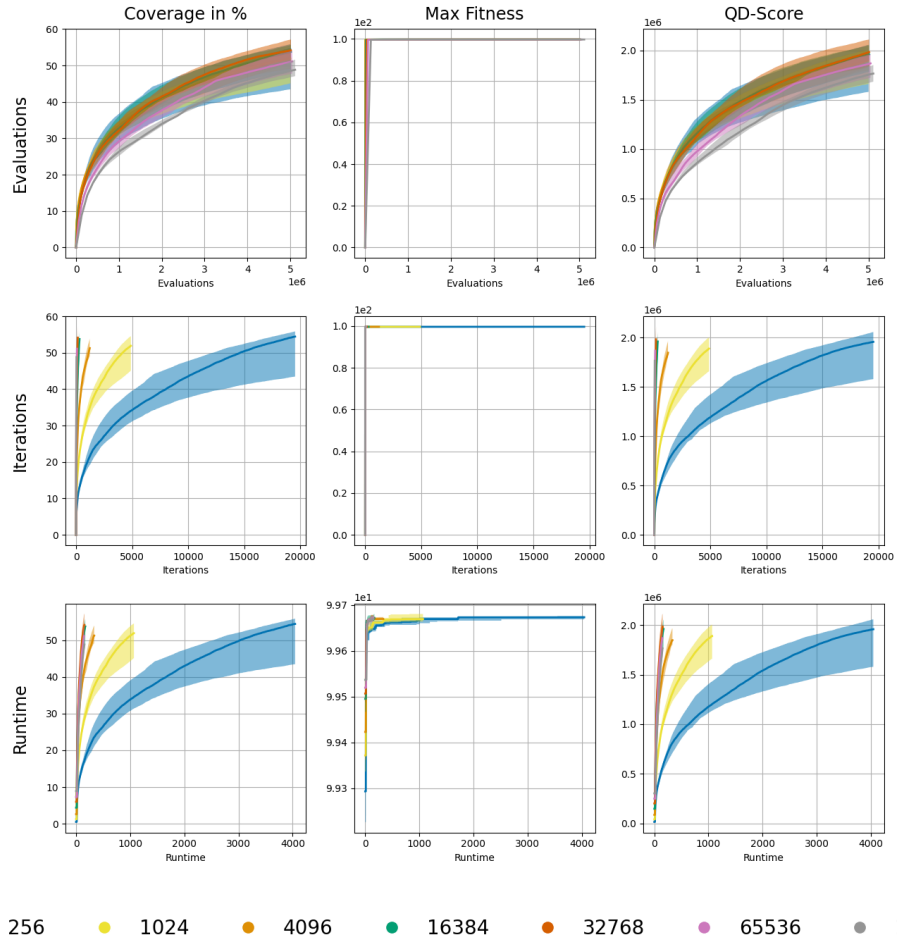 Coverage in %
Max Fitness
QD-Score
1e2
1e6
Evaluations
60
50
40
30
20
10
0
1.0
0.8
0.6
0.4
0.2
0.0
2.0
1.5
1.0
0.5
0.0
0 1 2 3 4 5
0 1 2 3 4 5
0 1 2 3 4 5
Evaluations
Evaluations
Evaluations
1e6
1e6
1e6
1e2
1e6
Iterations
60
50
40
30
20
10
0
1.0
0.8
0.6
0.4
0.2
0.0
2.0
1.5
1.0
0.5
0.0
0 5000 10000 15000 20000
0 5000 10000 15000 20000
0 5000 10000 15000 20000
Iterations
Iterations
Iterations
1e1
1e6
Runtime
50
40
30
20
10
0
9.97
9.96
9.95
9.94
9.93
2.0
1.5
1.0
0.5
0.0
0 1000 2000 3000 4000
0 1000 2000 3000 4000
0 1000 2000 3000 4000
Runtime
Runtime
Runtime
256 1024 4096 16384 32768 65536